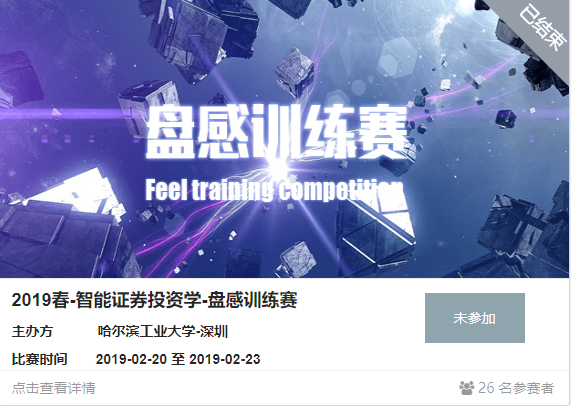 已结束
盘感训练赛
Feel training competition
2019春-智能证券投资学-盘感训练赛
未参加
主办方 哈尔滨工业大学-深圳
比赛时间 2019-02-20 至 2019-02-23
点击查看详情 26 名参赛者